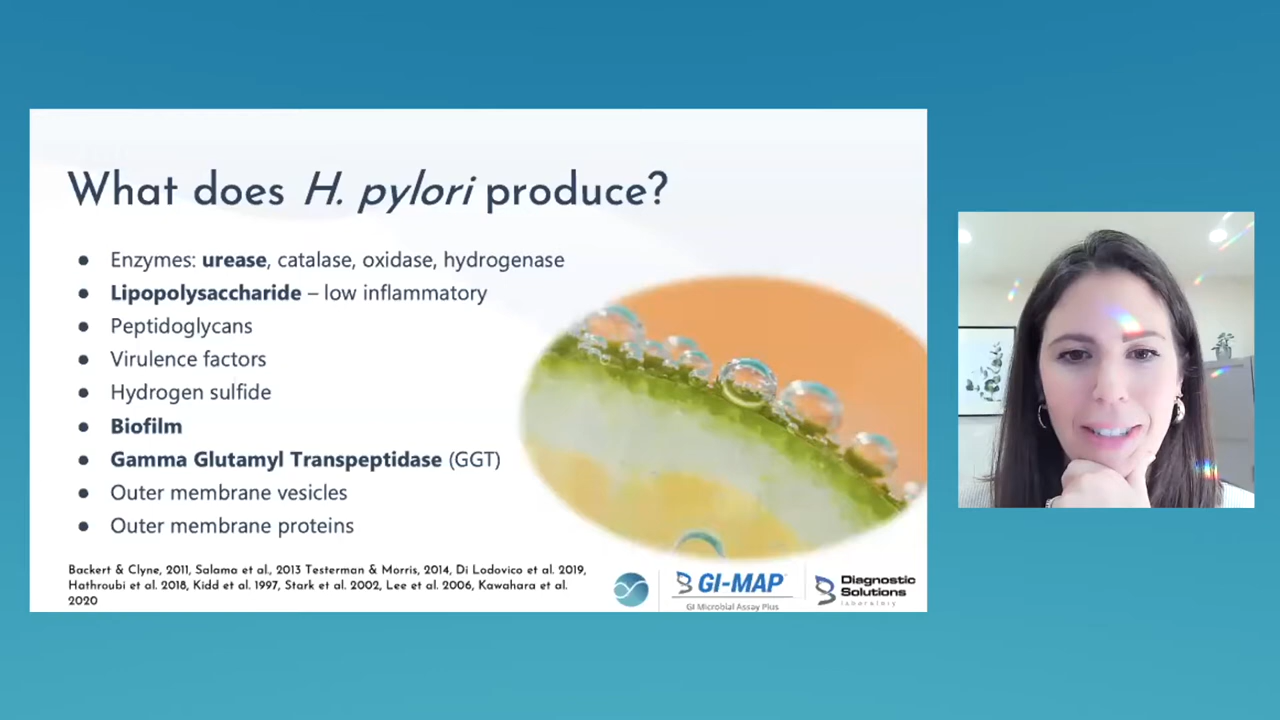 What does H. pylori produce?
● Enzymes: urease, catalase, oxidase, hydrogenase
● Lipopolysaccharide – low inflammatory
● Peptidoglycans
● Virulence factors
● Hydrogen sulfide
● Biofilm
● Gamma Glutamyl Transpeptidase (GGT)
● Outer membrane vesicles
● Outer membrane proteins
Backert & Clyne, 2011, Salama et al., 2013 Testerman & Morris, 2014, Di Lodovico et al. 2019,
Hathroubi et al. 2018, Kidd et al. 1997, Stark et al. 2002, Lee et al. 2006, Kawahara et al.
2020
GI-MAP
GI Microbial Assay Plus
Diagnostic
Solutions
laboratory